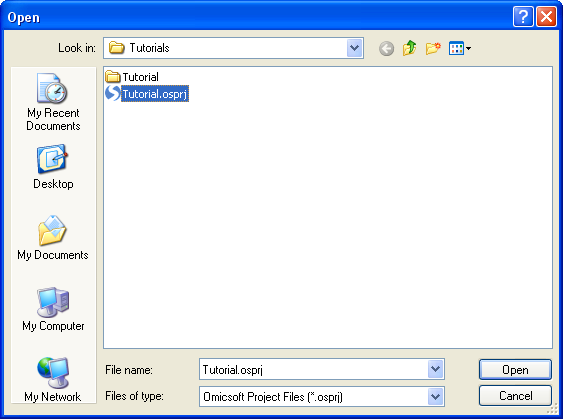 Open
Look in: Tutorials
My Recent
Documents
Desktop
My Documents
My Computer
My Network
Tutorial
Tutorial.osprj
File name: Tutorial.osprj Open
Files of type: Omicsoft Project Files (*.osprj) Cancel